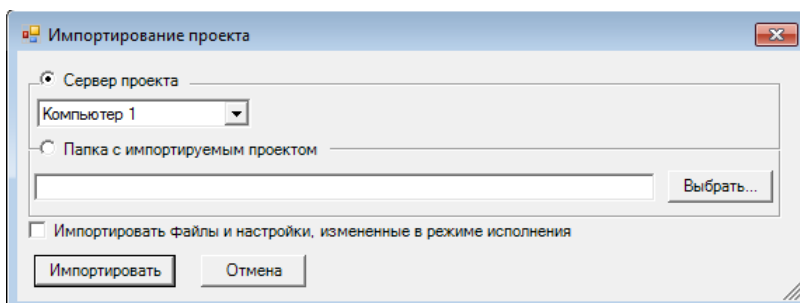 Импортирование проекта
Сервер проекта
Компьютер 1
Папка с импортируемым проектом
Выбрать...
Импортировать файлы и настройки, измененные в режиме исполнения
Импортировать Отмена